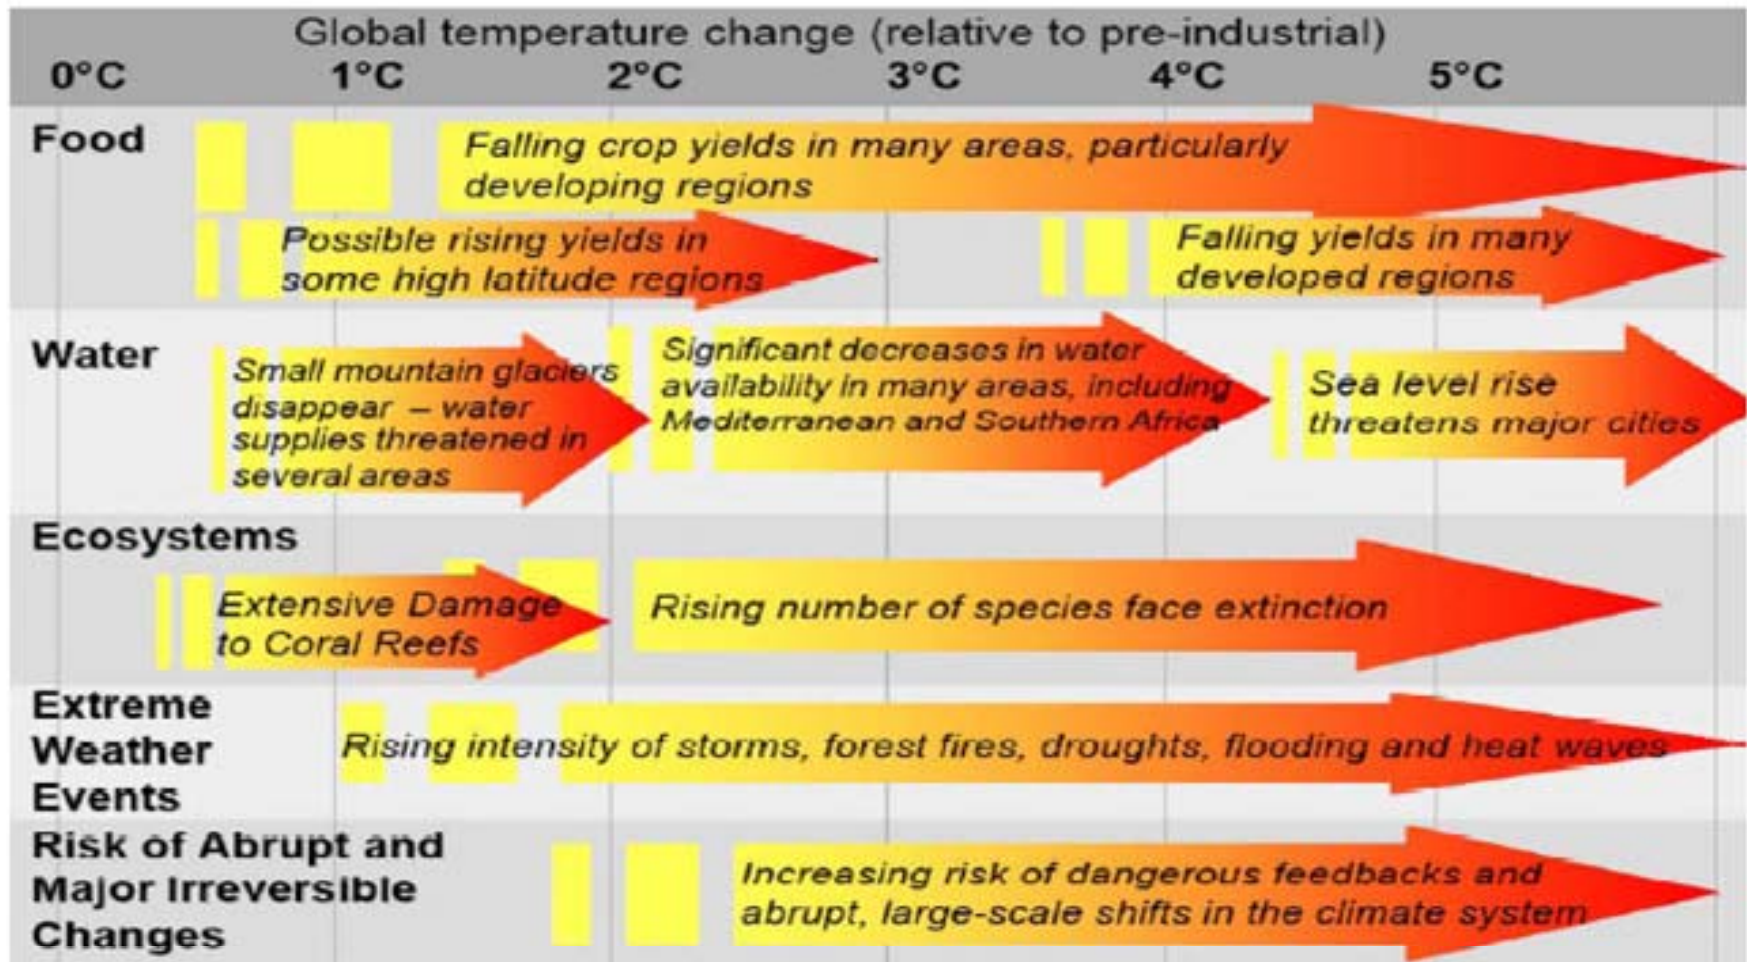 Global temperature change (relative to pre-industrial)
0°C 1°C 2°C 3°C 4°C 5°C
Food
Falling crop yields in many areas, particularly
developing regions
Possible rising yields in
some high latitude regions
Falling yields in many
developed regions
Water
Small mountain glaciers
disappear – water
supplies threatened in
several areas
Significant decreases in water
availability in many areas, including
Mediterranean and Southern Africa
Sea level rise
threatens major cities
Ecosystems
Extensive Damage
to Coral Reefs
Rising number of species face extinction
Extreme
Weather
Events
Rising intensity of storms, forest fires, droughts, flooding and heat waves
Risk of Abrupt and
Major Irreversible
Changes
Increasing risk of dangerous feedbacks and
abrupt, large-scale shifts in the climate system